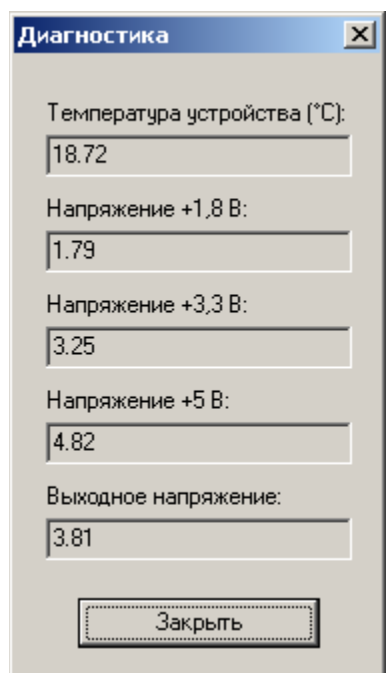 Диагностика
Температура устройства (°C):
18.72
Напряжение +1,8 В:
1.79
Напряжение +3,3 В:
3.25
Напряжение +5 В:
4.82
Выходное напряжение:
3.81
Закрыть